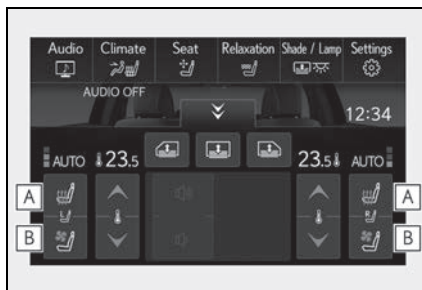 Audio Climate Seat Relaxation Shade / Lamp Settings
AUDIO OFF
12:34
AUTO 23.5 23.5 AUTO
A A
L R
B B